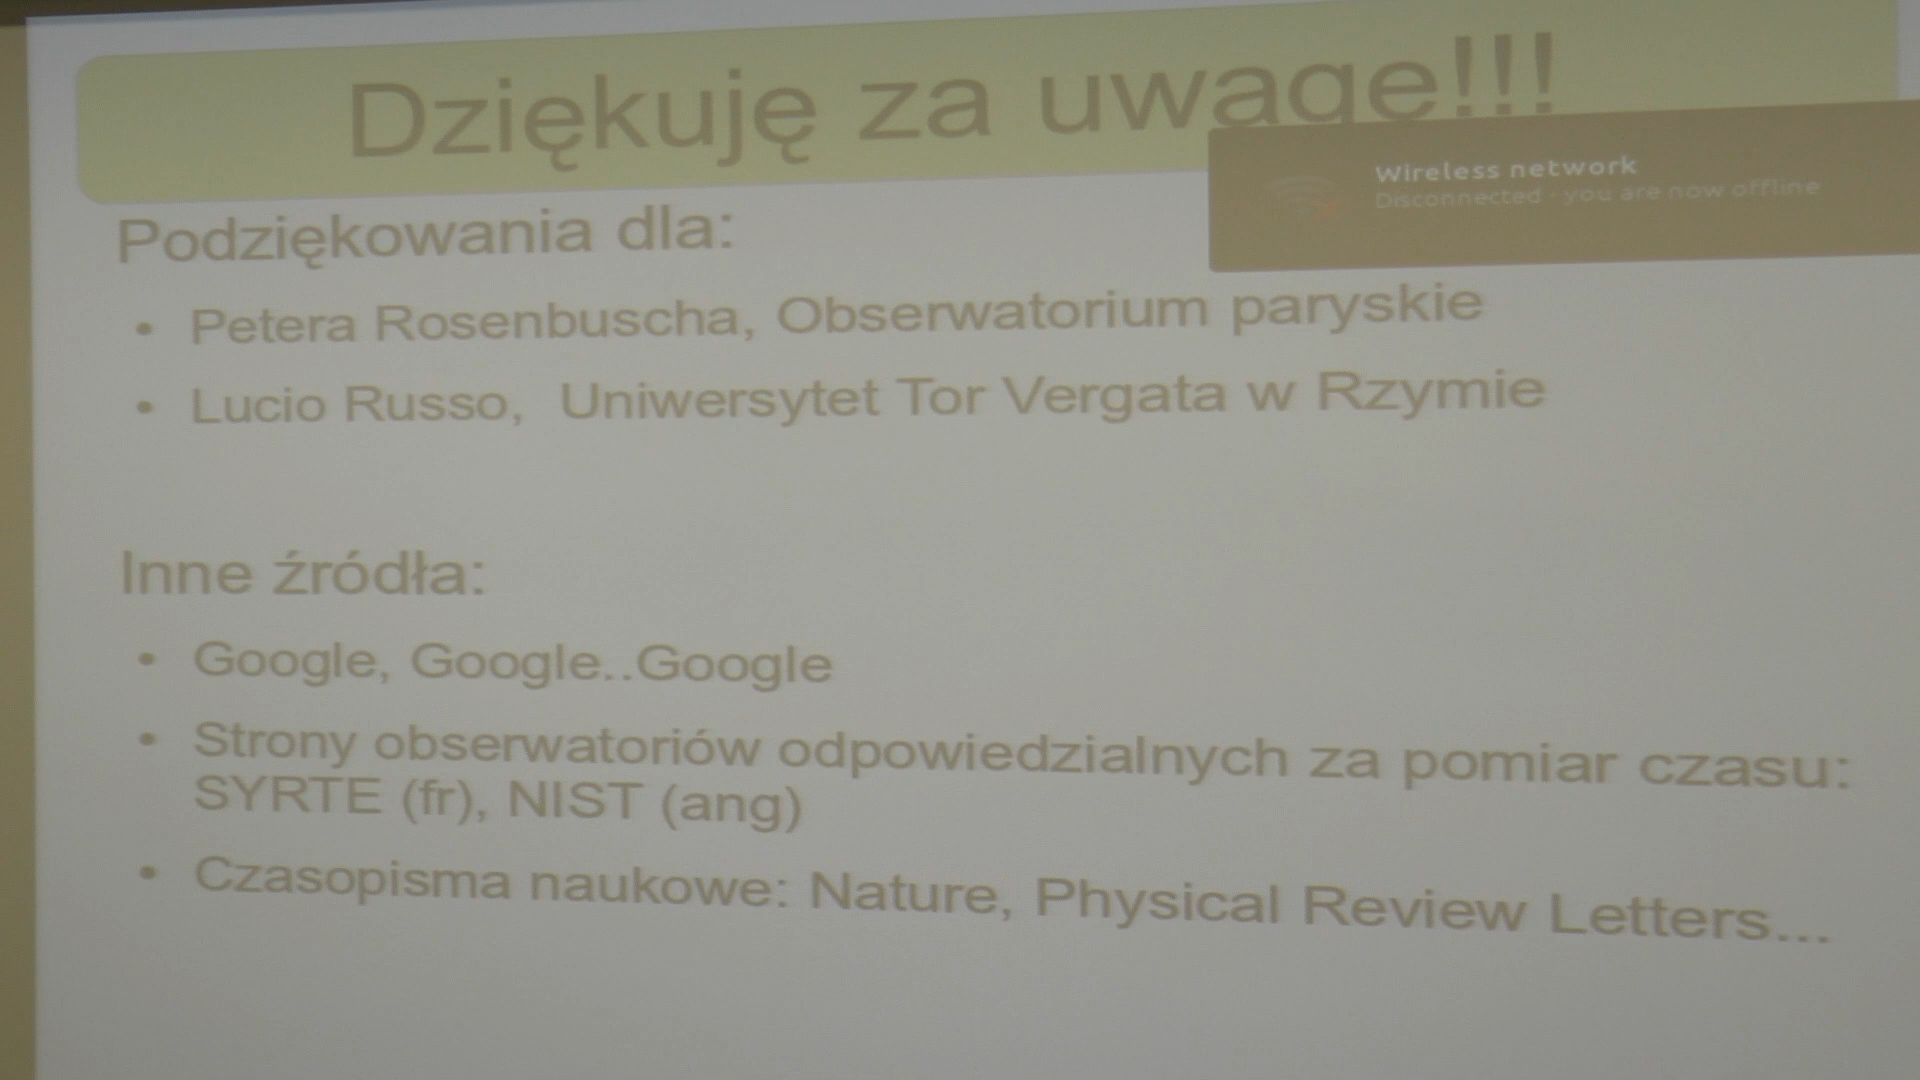 Dziękuję za uwagę!!!
Wireless network
Disconnected - you are now offline
Podziękowania dla:
• Petera Rosenbuscha, Obserwatorium paryskie
• Lucio Russo, Uniwersytet Tor Vergata w Rzymie
Inne źródła:
• Google, Google..Google
• Strony obserwatoriów odpowiedzialnych za pomiar czasu:
SYRTE (fr), NIST (ang)
• Czasopisma naukowe: Nature, Physical Review Letters...